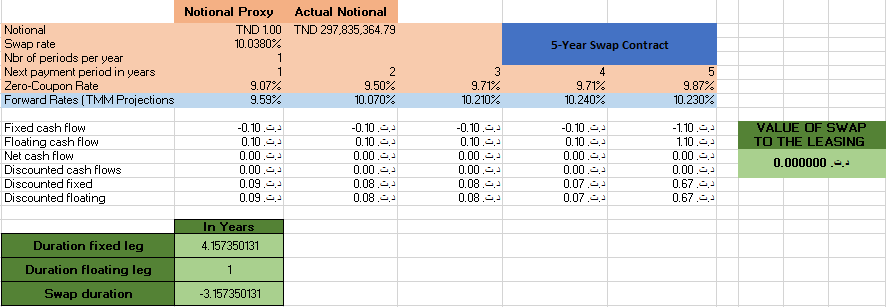 Notional Proxy Actual Notional
Notional TND 1.00 TND 297,835,364.79
Swap rate 10.0380%
Nbr of periods per year 1
Next payment period in years 1 2 3 4 5
Zero-Coupon Rate 9.07% 9.50% 9.71% 9.71% 9.87%
Forward Rates (TMM Projections 9.59% 10.070% 10.210% 10.240% 10.230%
5-Year Swap Contract
Fixed cash flow -0.10 د.ت. -0.10 د.ت. -0.10 د.ت. -0.10 د.ت. -1.10 د.ت.
Floating cash flow 0.10 د.ت. 0.10 د.ت. 0.10 د.ت. 0.10 د.ت. 1.10 د.ت.
Net cash flow 0.00 د.ت. 0.00 د.ت. 0.00 د.ت. 0.00 د.ت. 0.00 د.ت.
Discounted cash flows 0.00 د.ت. 0.00 د.ت. 0.00 د.ت. 0.00 د.ت. 0.00 د.ت.
Discounted fixed 0.09 د.ت. 0.08 د.ت. 0.08 د.ت. 0.07 د.ت. 0.67 د.ت.
Discounted floating 0.09 د.ت. 0.08 د.ت. 0.08 د.ت. 0.07 د.ت. 0.67 د.ت.
VALUE OF SWAP
TO THE LEASING
0.000000 د.ت.
In Years
Duration fixed leg 4.157350131
Duration floating leg 1
Swap duration -3.157350131